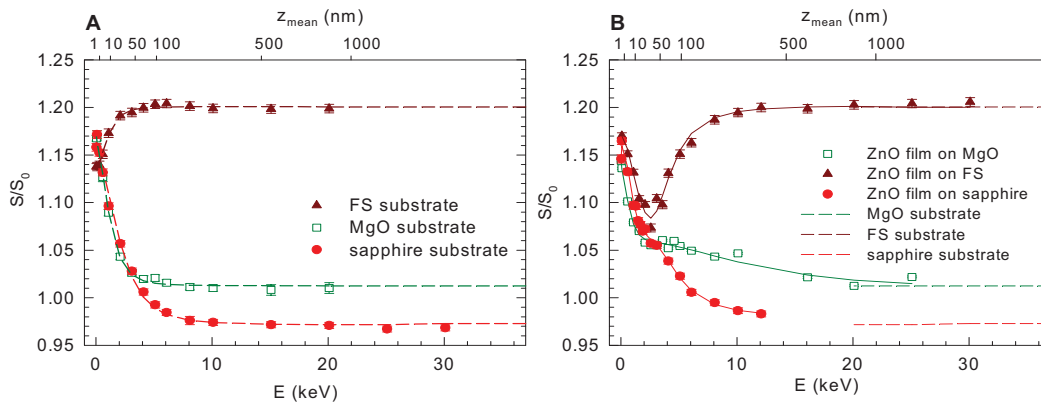 A
z_mean (nm)
1 10 50 100 500 1000
1.25
1.20
1.15
1.10
1.05
1.00
0.95
S/S₀
FS substrate
MgO substrate
sapphire substrate
0 10 20 30
E (keV)
B
z_mean (nm)
1 10 50 100 500 1000
1.25
1.20
1.15
1.10
1.05
1.00
0.95
S/S₀
ZnO film on MgO
ZnO film on FS
ZnO film on sapphire
MgO substrate
FS substrate
sapphire substrate
0 10 20 30
E (keV)